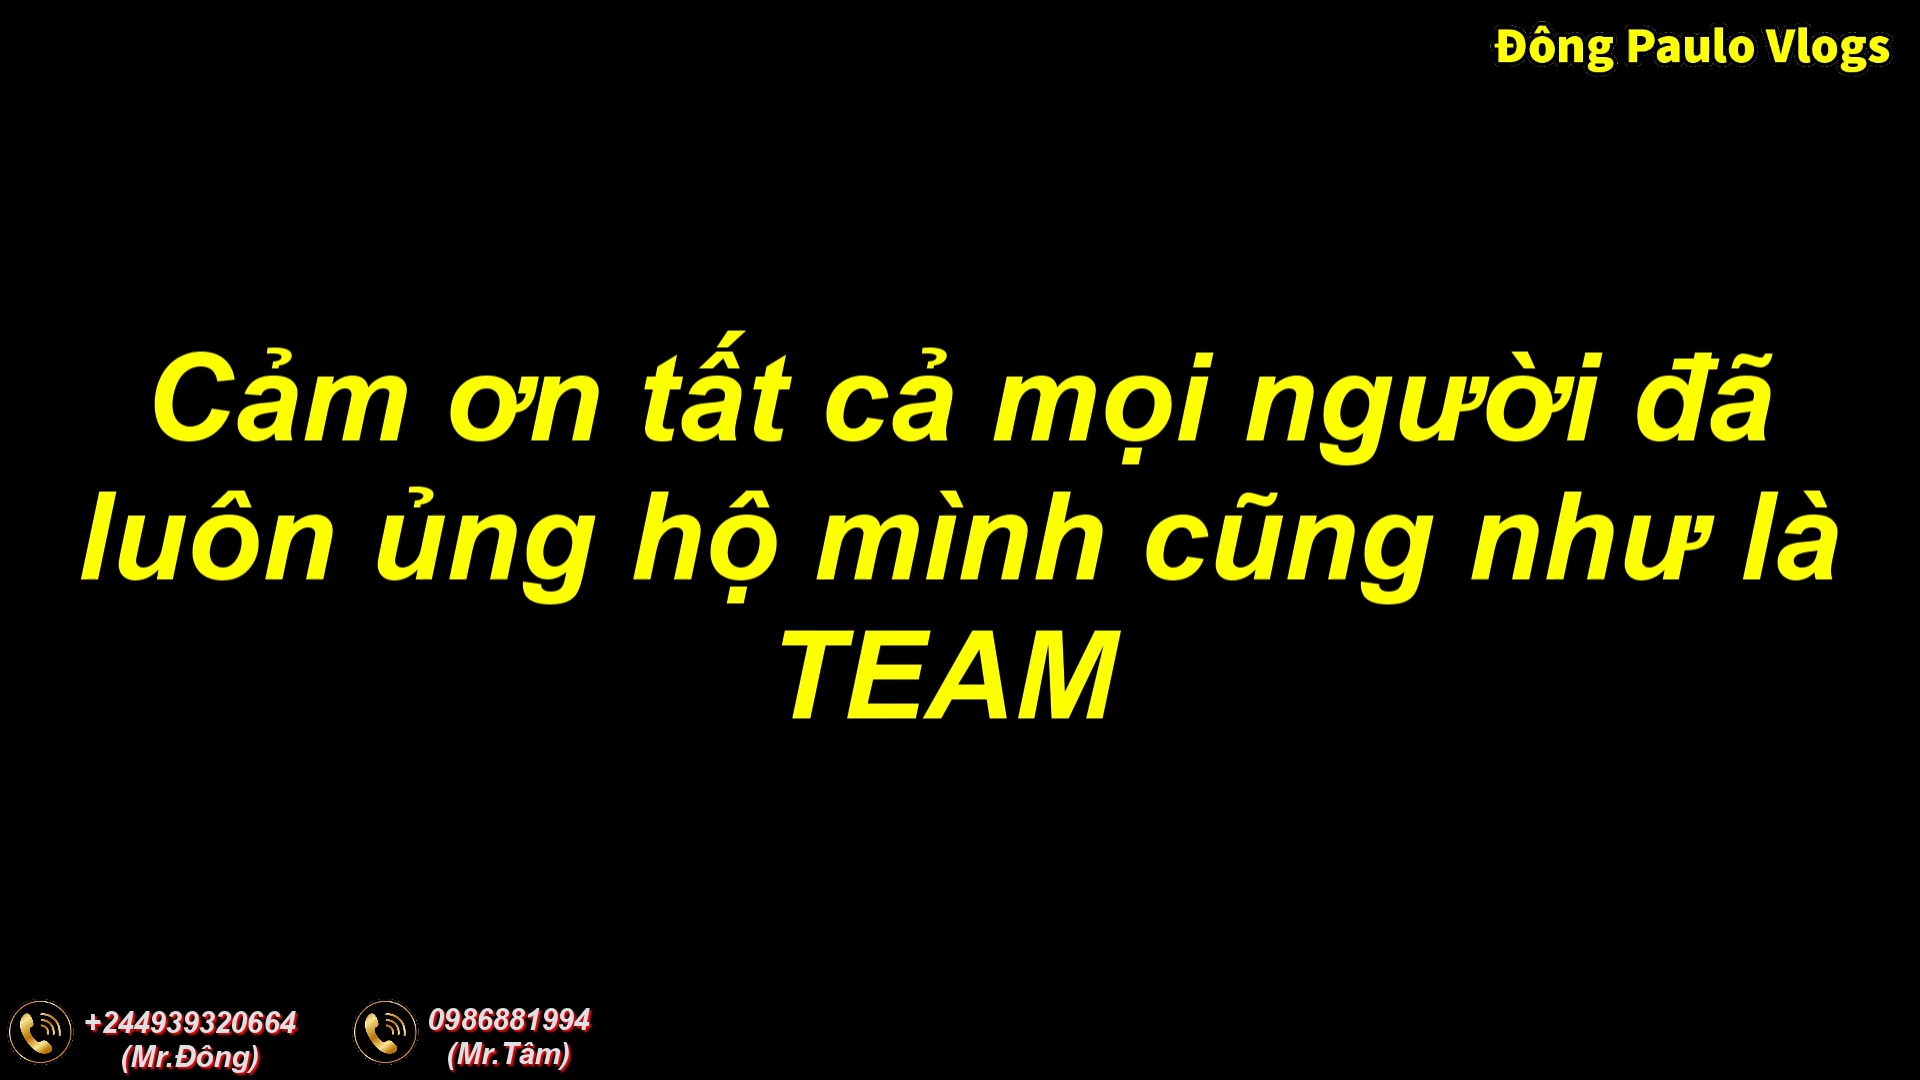 Đông Paulo Vlogs
Cảm ơn tất cả mọi người đã
luôn ủng hộ mình cũng như là
TEAM
+244939320664
(Mr.Đông)
0986881994
(Mr.Tâm)